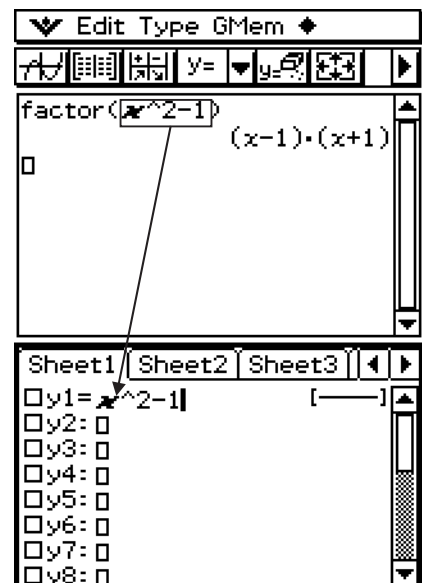 Edit Type GMem
y= y=
factor(x^2-1)
(x-1)·(x+1)
Sheet1 Sheet2 Sheet3
y1=x^2-1 [—]
y2:
y3:
y4:
y5:
y6:
y7:
y8: